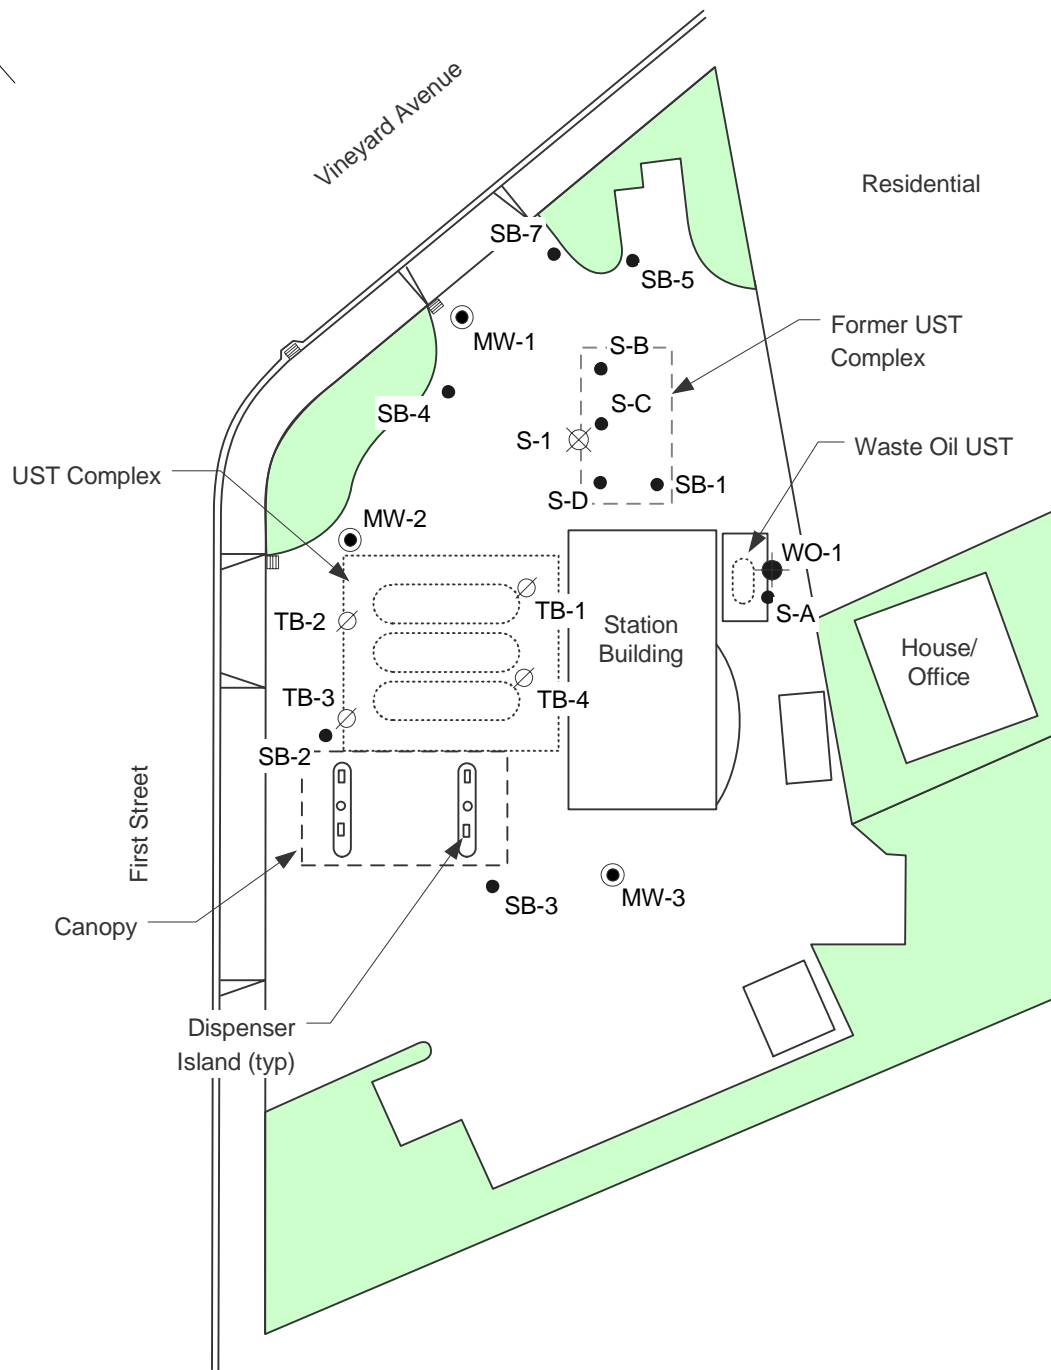 Vineyard Avenue
Residential
SB-7
SB-5
MW-1
Former UST
Complex
S-B
SB-4
S-C
S-1
Waste Oil UST
UST Complex
S-D
SB-1
MW-2
WO-1
TB-1
S-A
TB-2
Station
Building
House/
Office
TB-3
TB-4
SB-2
First Street
SB-3
MW-3
Canopy
Dispenser
Island (typ)